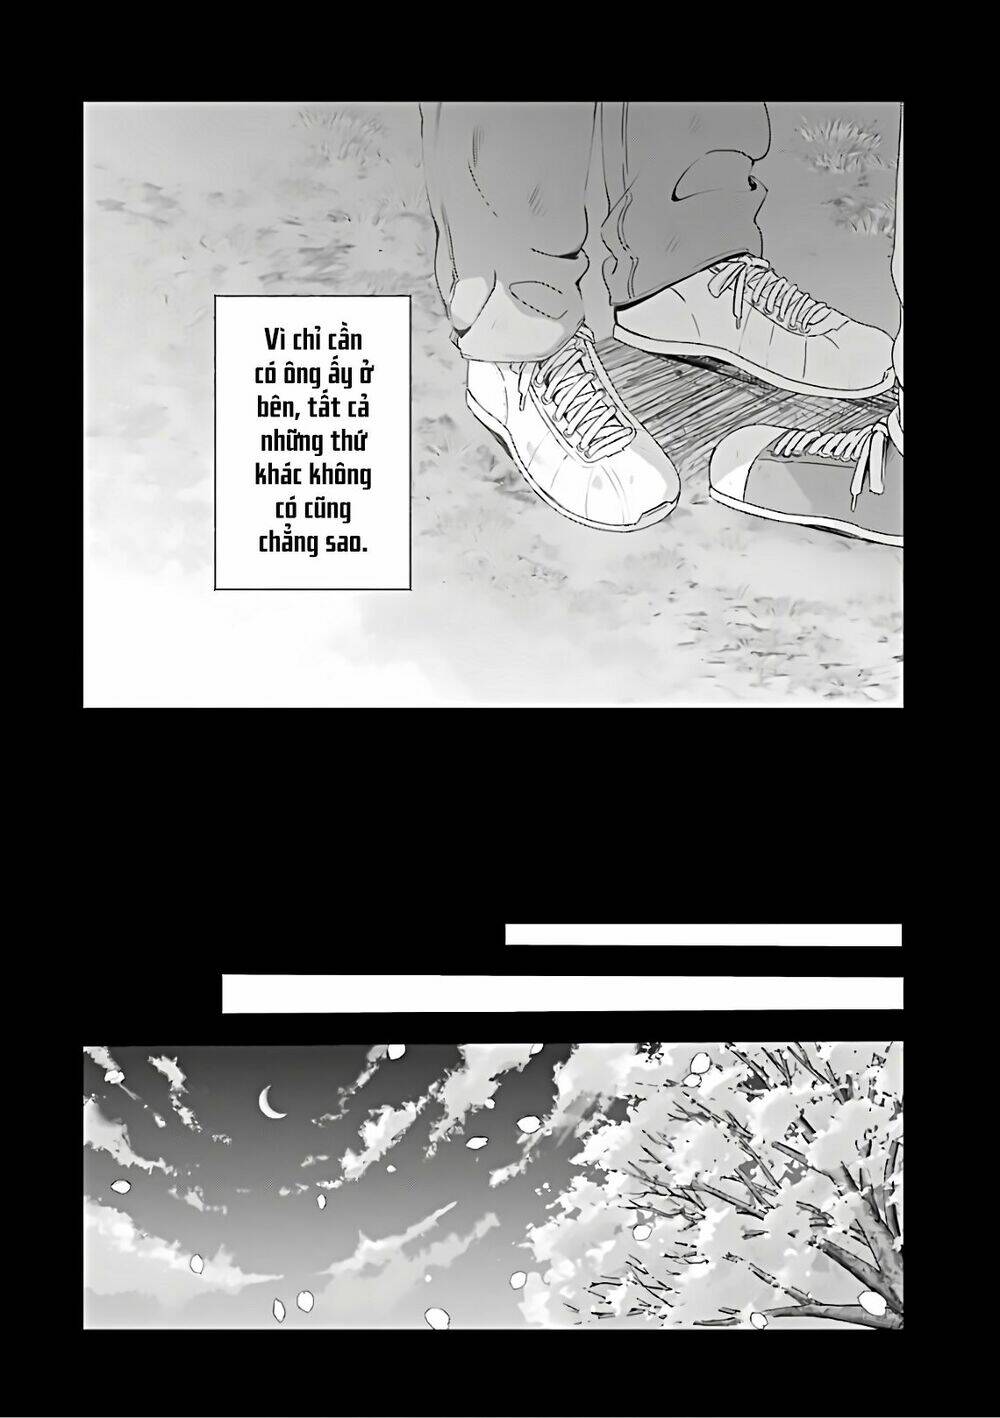 Vì chỉ cần
có ông ấy ở
bên, tất cả
những thứ
khác không
có cũng
chẳng sao.